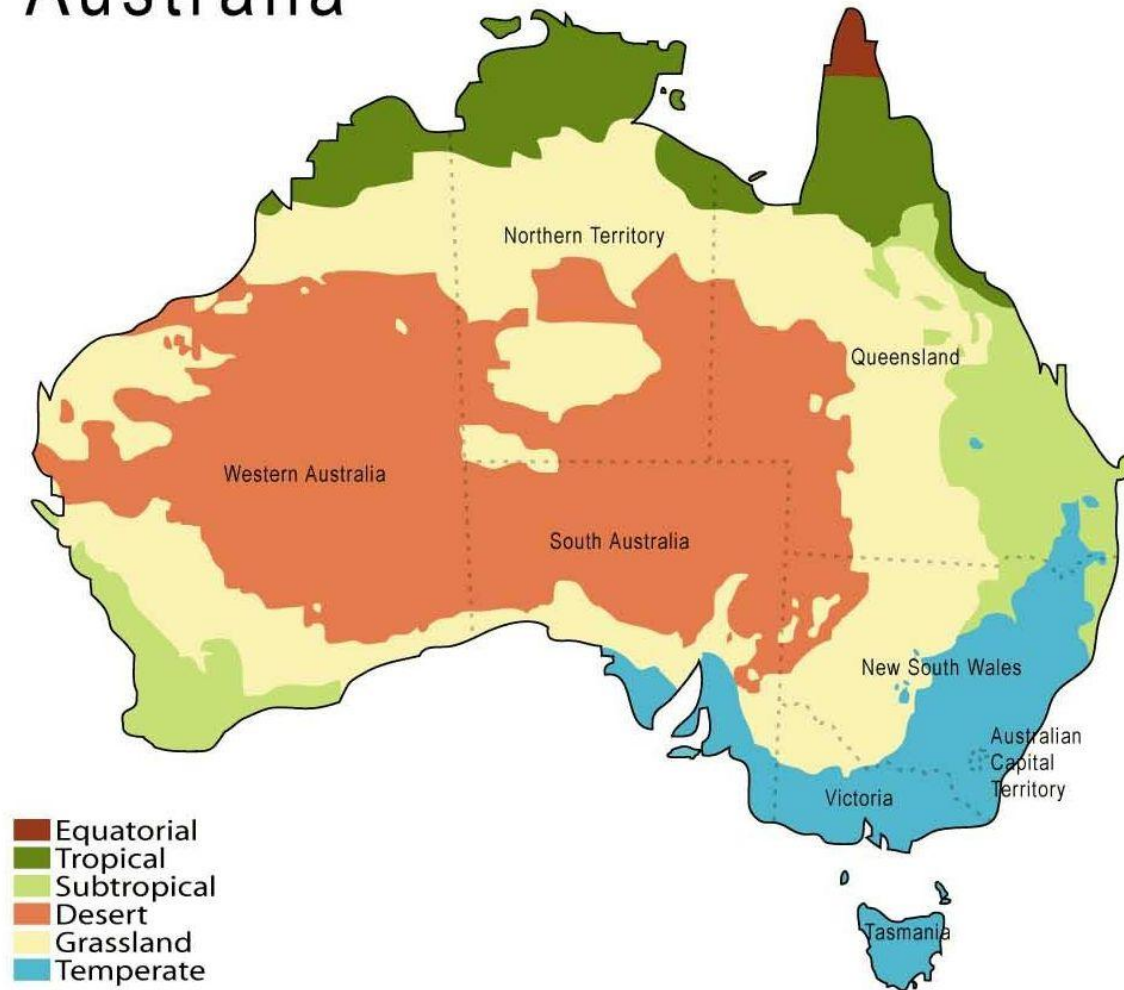 Australia
Northern Territory
Queensland
Western Australia
South Australia
New South Wales
Australian
Capital
Territory
Victoria
Tasmania
Equatorial
Tropical
Subtropical
Desert
Grassland
Temperate